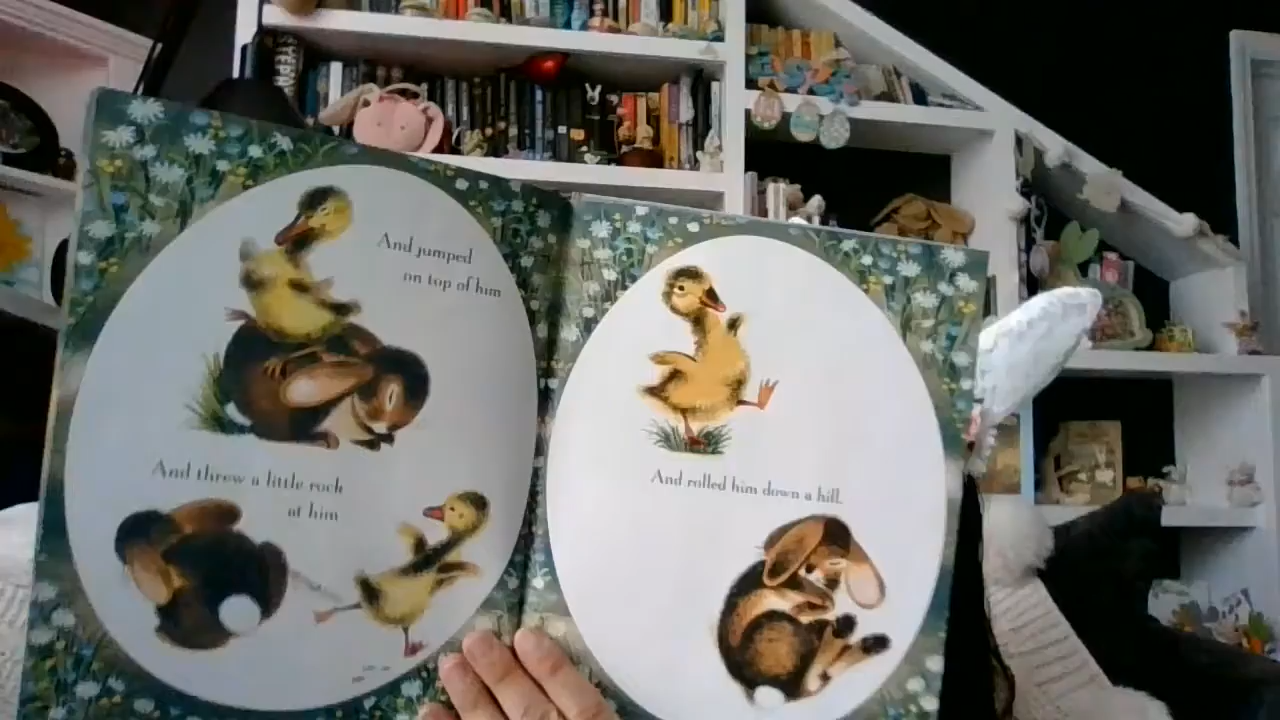 And jumped
on top of him
And threw a little rock
at him
And rolled him down a hill.